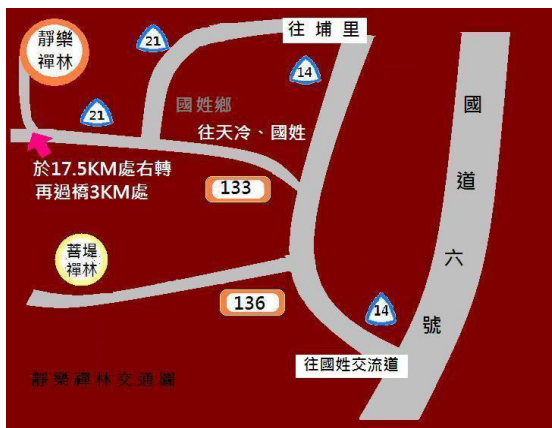 靜樂
禪林
21
往 埔 里
14
21
國姓鄉
往天冷、國姓
國
道
六
號
於17.5KM處右轉
再過橋3KM處
133
菩堤
禪林
136
14
往國姓交流道
靜樂禪林交通圖